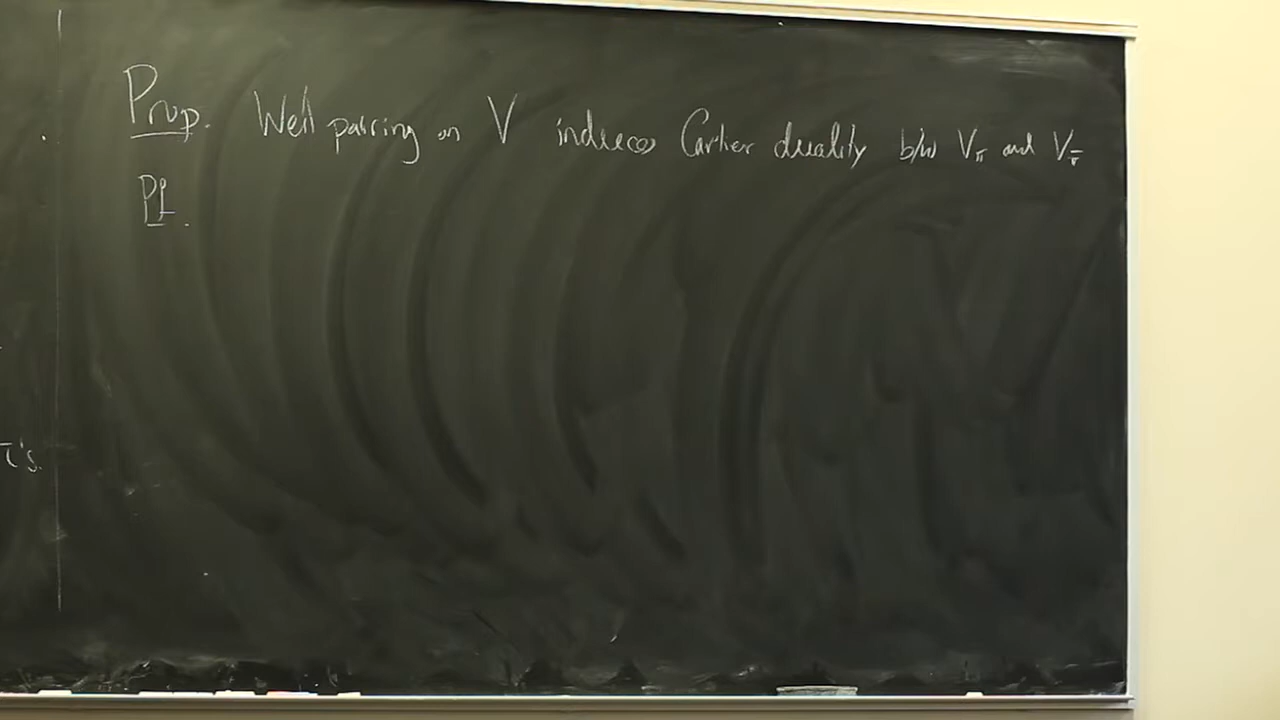 Prop. Weil pairing on V induces Cartier duality b/w V_π and V_π̄
Pf.
τ's.